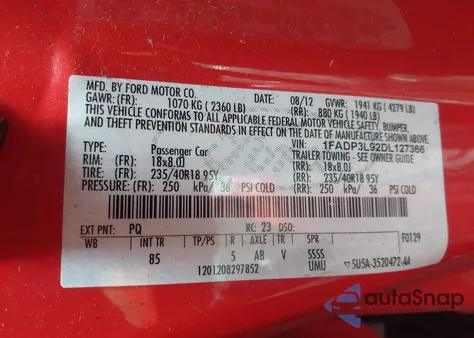 MFD. BY FORD MOTOR CO.
DATE: 08/12 GVWR: 1941 KG ( 4279 LB)
GAWR: (FR): 1070 KG ( 2360 LB) (RR): 880 KG ( 1940 LB)
THIS VEHICLE CONFORMS TO ALL APPLICABLE FEDERAL MOTOR VEHICLE SAFETY, BUMPER,
AND THEFT PREVENTION STANDARDS IN EFFECT ON THE DATE OF MANUFACTURE SHOWN ABOVE.
VIN: 1FADP3L92DL127366
TYPE: Passenger Car TRAILER TOWING - SEE OWNER GUIDE
RIM: 18x8.0J 18x8.0J
TIRE: (FR): 235/40R18 95Y (RR): 235/40R18 95Y
PRESSURE: (FR): 250 kPa/ 36 PSI COLD (RR): 250 kPa/ 36 PSI COLD
EXT PNT: PQ RC: 23 DSO: F0129
WB INT TR TP/PS R AXLE TR SPR
85 5 AB V SSSS
1201208297852 UMU SU5A-3520472-AA
autoSnap